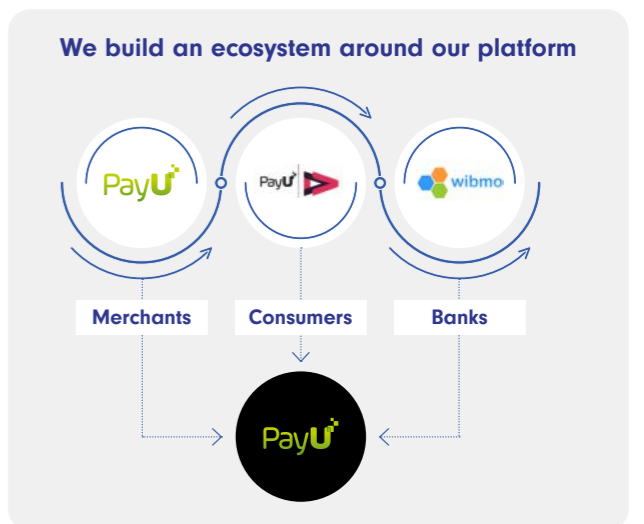 We build an ecosystem around our platform
PayU
PayU
wibmo
Merchants
Consumers
Banks
PayU